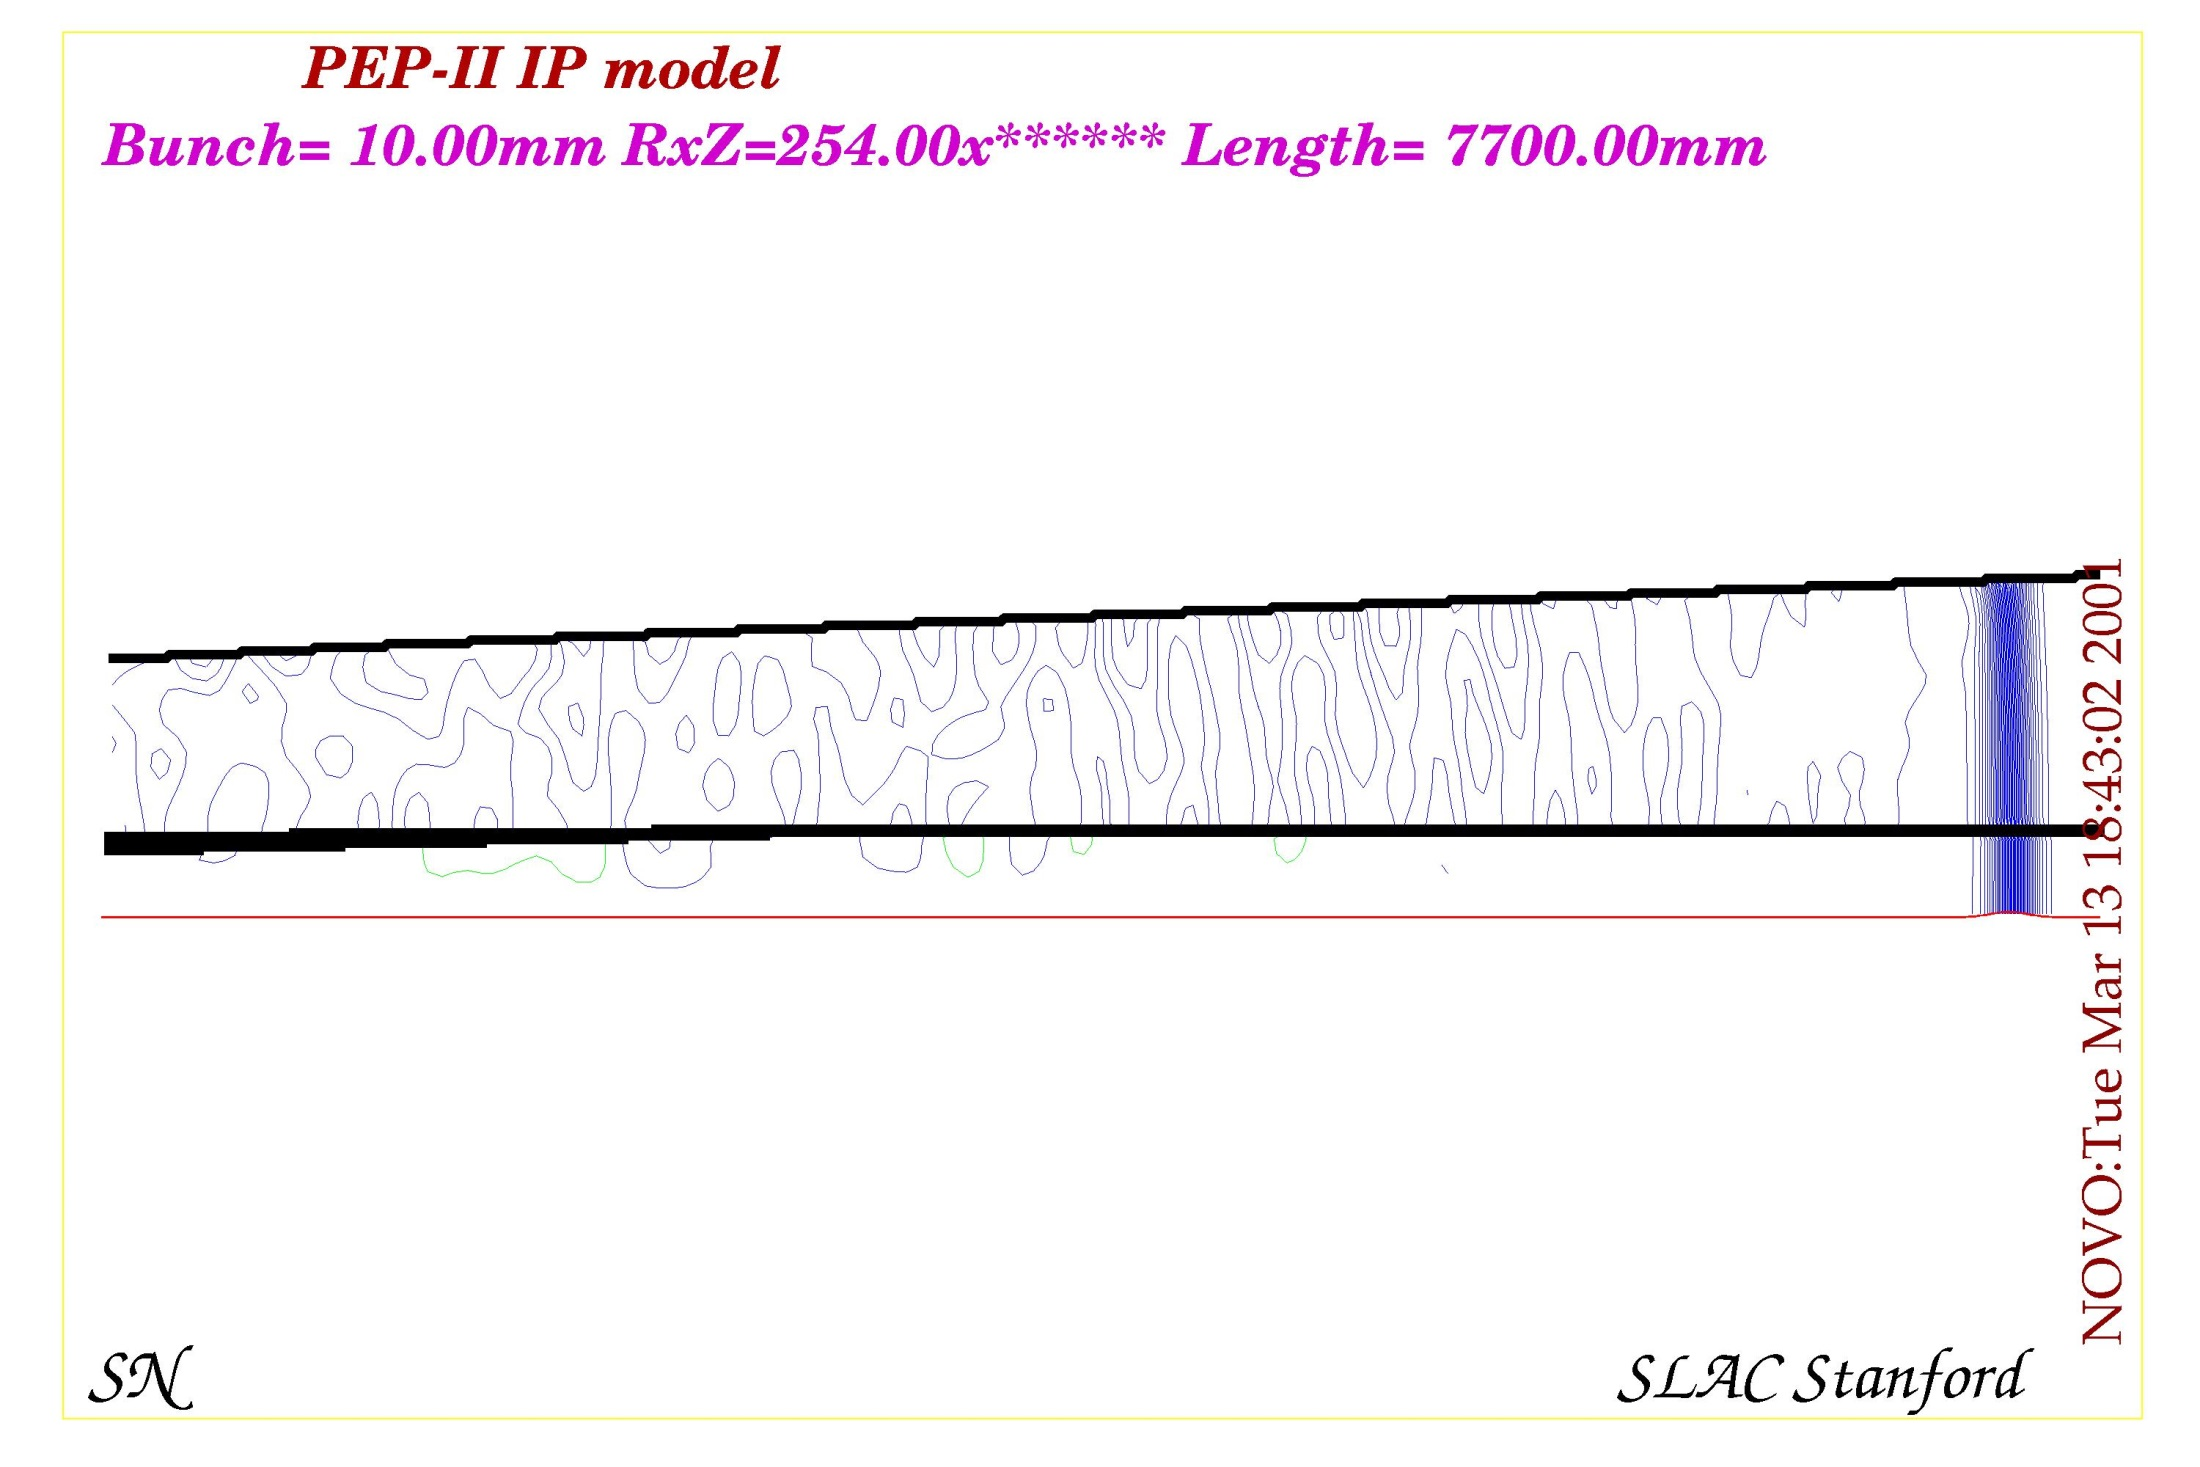 PEP-II IP model
Bunch= 10.00mm RxZ=254.00x****** Length= 7700.00mm
NOVO:Tue Mar 13 18:43:02 2001
SN
SLAC Stanford